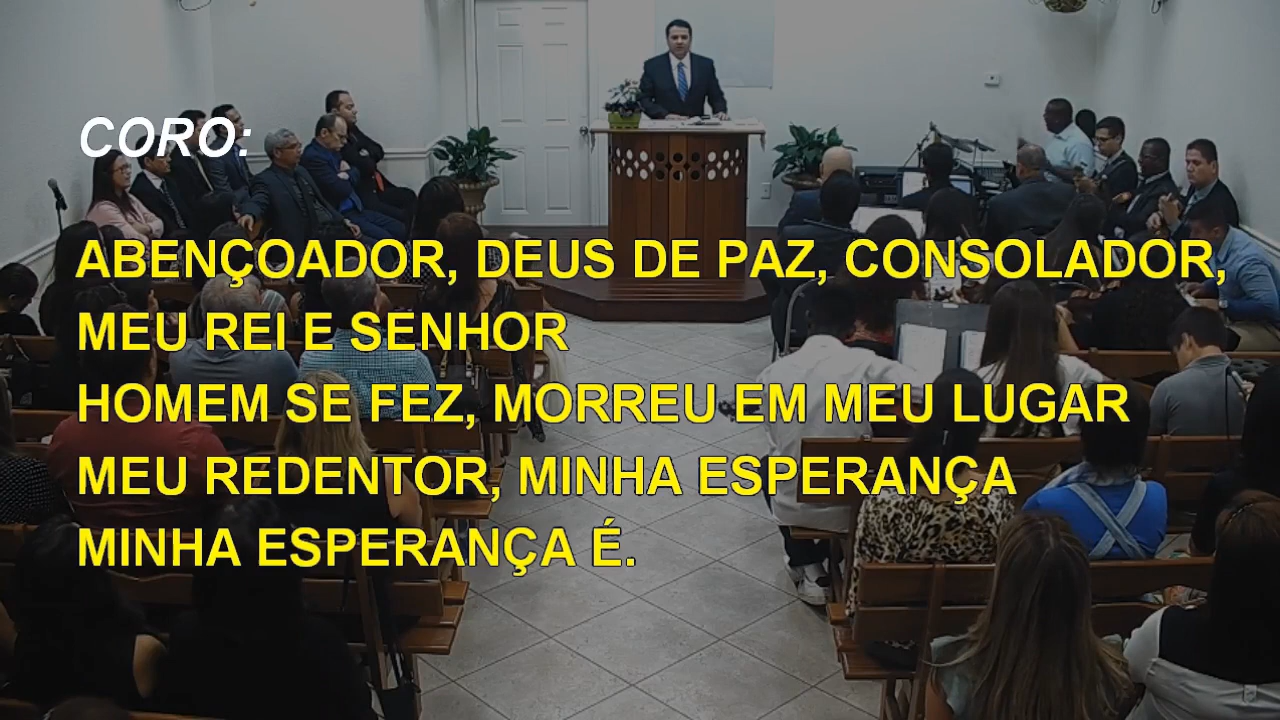 CORO:
ABENÇOADOR, DEUS DE PAZ, CONSOLADOR,
MEU REI E SENHOR
HOMEM SE FEZ, MORREU EM MEU LUGAR
MEU REDENTOR, MINHA ESPERANÇA
MINHA ESPERANÇA É.